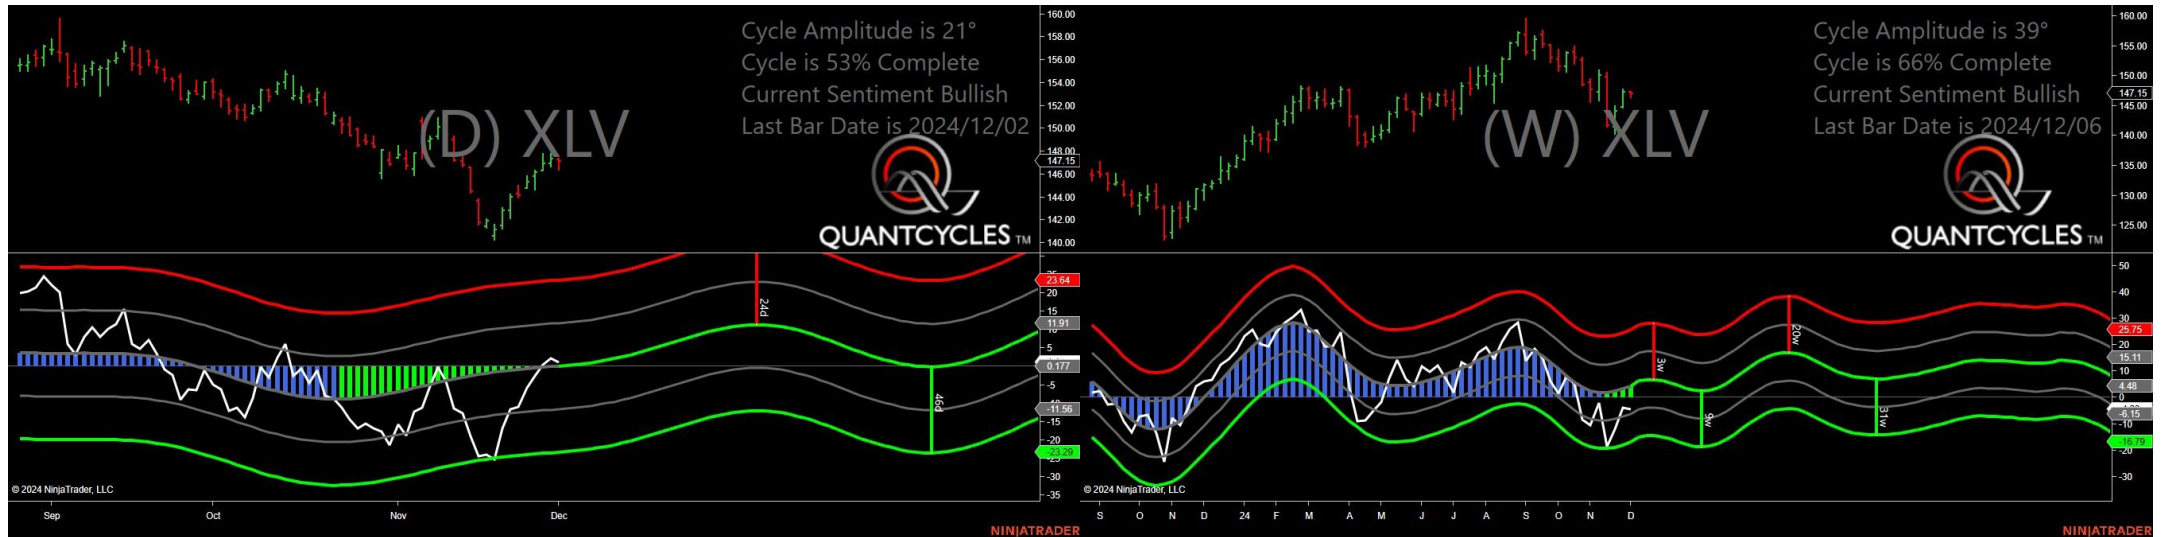 Cycle Amplitude is 21°
Cycle is 53% Complete
Current Sentiment Bullish
Last Bar Date is 2024/12/02
(D) XLV
QUANTCYCLES TM
160.00
158.00
156.00
154.00
152.00
150.00
148.00
147.15
146.00
144.00
142.00
140.00
24d
46d
23.64
20
15
11.91
5
0.177
-5
-11.56
-15
-20
-23.29
-30
-35
© 2024 NinjaTrader, LLC
Sep Oct Nov Dec
NINJATRADER
Cycle Amplitude is 39°
Cycle is 66% Complete
Current Sentiment Bullish
Last Bar Date is 2024/12/06
(W) XLV
QUANTCYCLES TM
160.00
155.00
150.00
147.15
145.00
140.00
135.00
130.00
125.00
3w
9w
20w
31w
50
40
30
25.75
20
15.11
10
4.48
0
-6.15
-10
-16.79
-20
-30
© 2024 NinjaTrader, LLC
S O N D 24 F M A M J J A S O N D
NINJATRADER